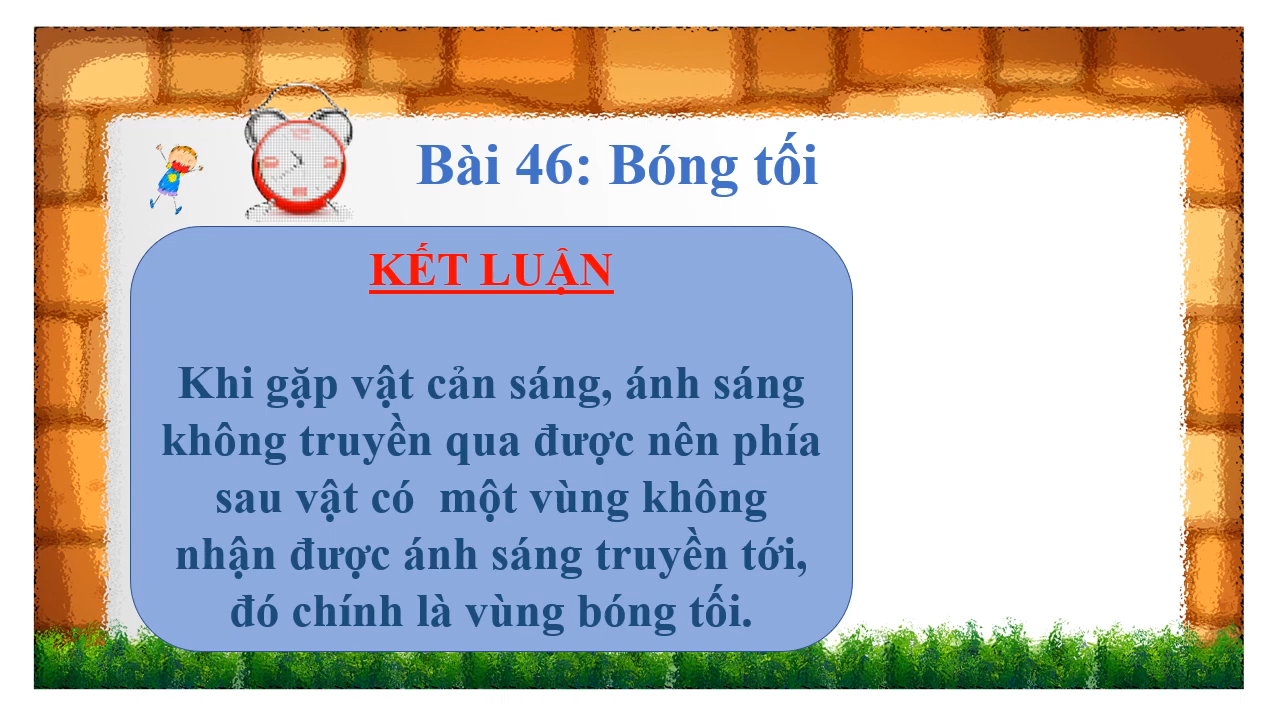 Bài 46: Bóng tối
KẾT LUẬN
Khi gặp vật cản sáng, ánh sáng
không truyền qua được nên phía
sau vật có  một vùng không
nhận được ánh sáng truyền tới,
đó chính là vùng bóng tối.